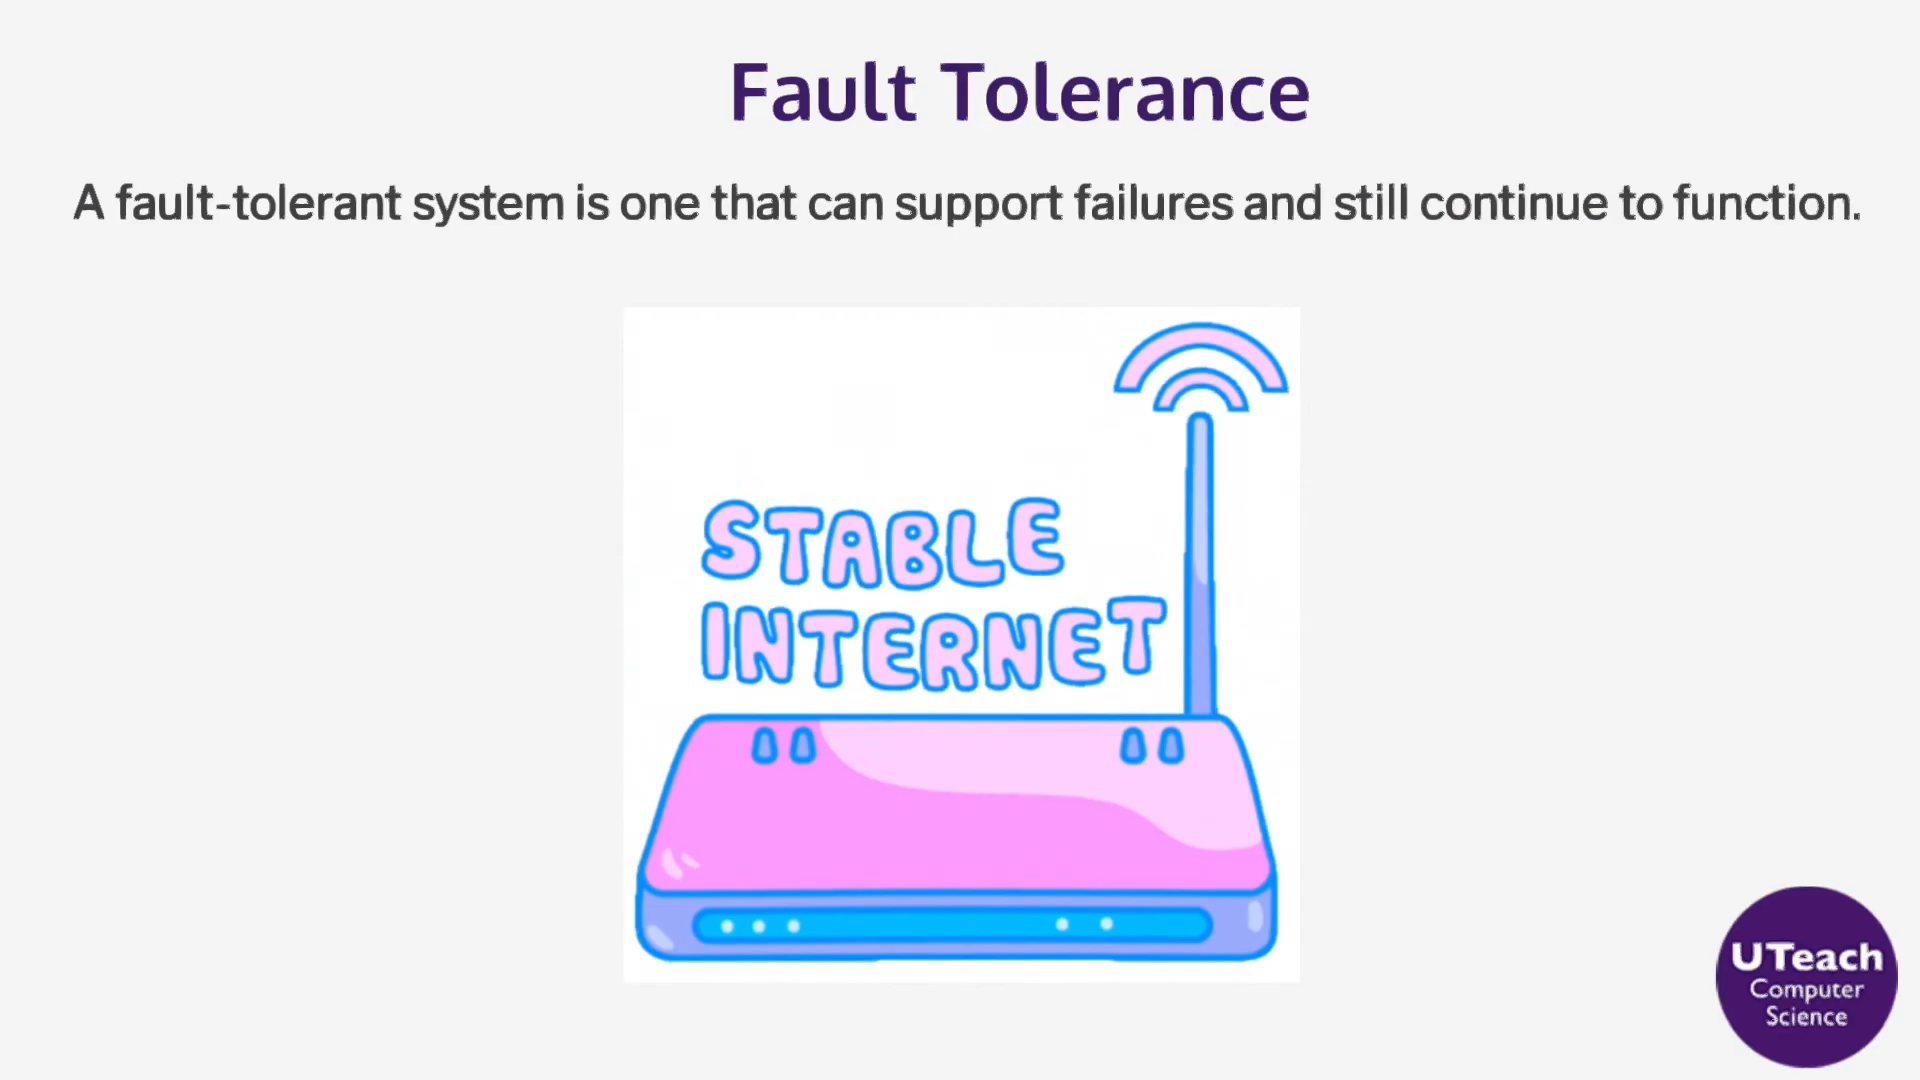 Fault Tolerance
A fault-tolerant system is one that can support failures and still continue to function.
STABLE
INTERNET
UTeach
Computer
Science